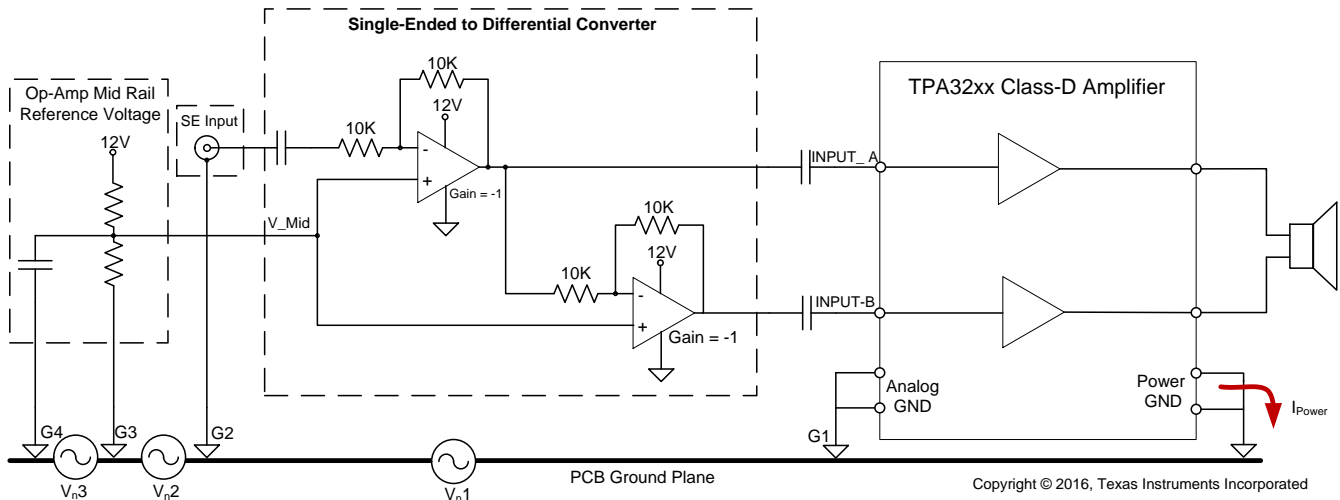 Single-Ended to Differential Converter
Op-Amp Mid Rail
Reference Voltage
12V
SE Input
10K
10K
12V
-
+
Gain = -1
V_Mid
10K
10K
12V
-
+
Gain = -1
INPUT_ A
INPUT-B
TPA32xx Class-D Amplifier
Analog
GND
Power
GND
IPower
G4
G3
G2
G1
Vn3
Vn2
Vn1
PCB Ground Plane
Copyright © 2016, Texas Instruments Incorporated